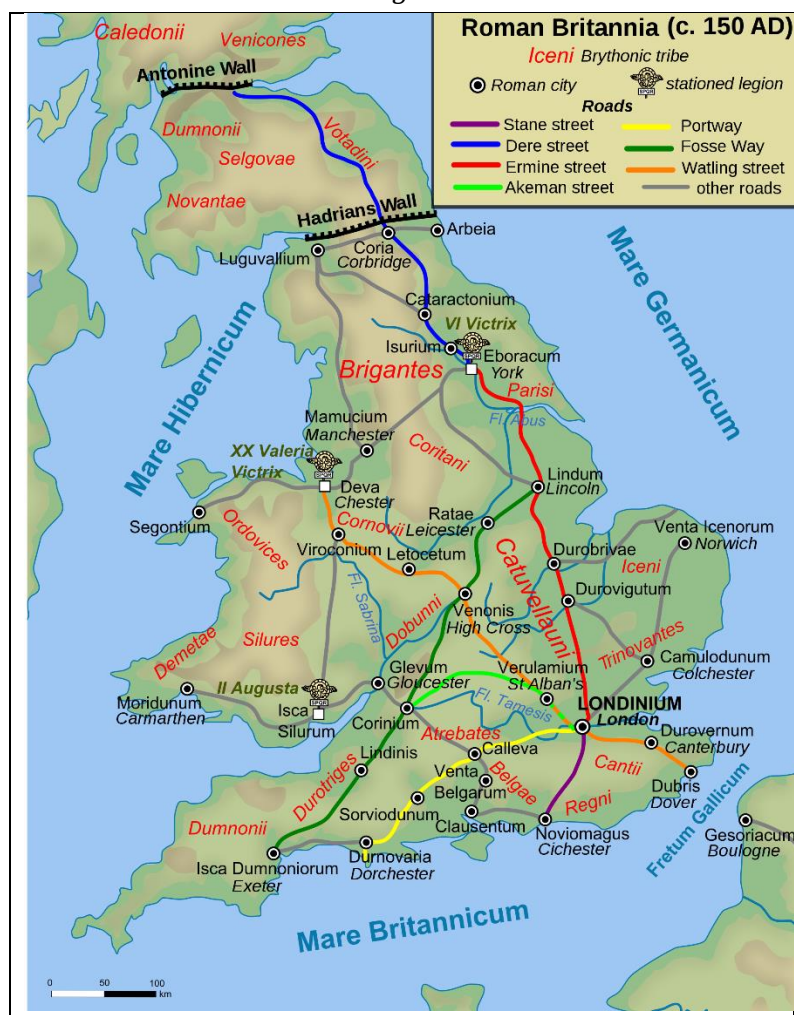 Roman Britannia (c. 150 AD)
Iceni Brythonic tribe
Roman city
SPQR
stationed legion
Roads
Stane street
Portway
Dere street
Fosse Way
Ermine street
Watling street
Akeman street
other roads
Caledonii
Venicones
Antonine Wall
Dumnonii
Votadini
Selgovae
Novantae
Hadrians Wall
Arbeia
Luguvallium
Coria
Corbridge
Mare Germanicum
Mare Hibernicum
Cataractonium
VI Victrix
SPQR
Isurium
Eboracum
York
Brigantes
Parisi
Fl. Abus
Mamucium
Manchester
Coritani
XX Valeria
Victrix
SPQR
Deva
Chester
Lindum
Lincoln
Segontium
Ordovices
Cornovii
Ratae
Leicester
Viroconium
Letocetum
Durobrivae
Venta Icenorum
Norwich
Iceni
Catuvellauni
Durovigutum
Fl. Sabrina
Dobunni
Venonis
High Cross
Silures
Demetae
Trinovantes
Camulodunum
Colchester
Moridunum
Carmarthen
II Augusta
SPQR
Isca
Silurum
Glevum
Gloucester
Verulamium
St Alban's
Fl. Tamesis
LONDINIUM
London
Corinium
Atrebates
Calleva
Durovernum
Canterbury
Cantii
Lindinis
Venta
Belgarum
Belgae
Dubris
Dover
Regni
Durotriges
Sorviodunum
Clausentum
Noviomagus
Cichester
Fretum Gallicum
Gesoriacum
Boulogne
Dumnonii
Isca Dumnoniorum
Exeter
Durnovaria
Dorchester
Mare Britannicum
0 50 100
km